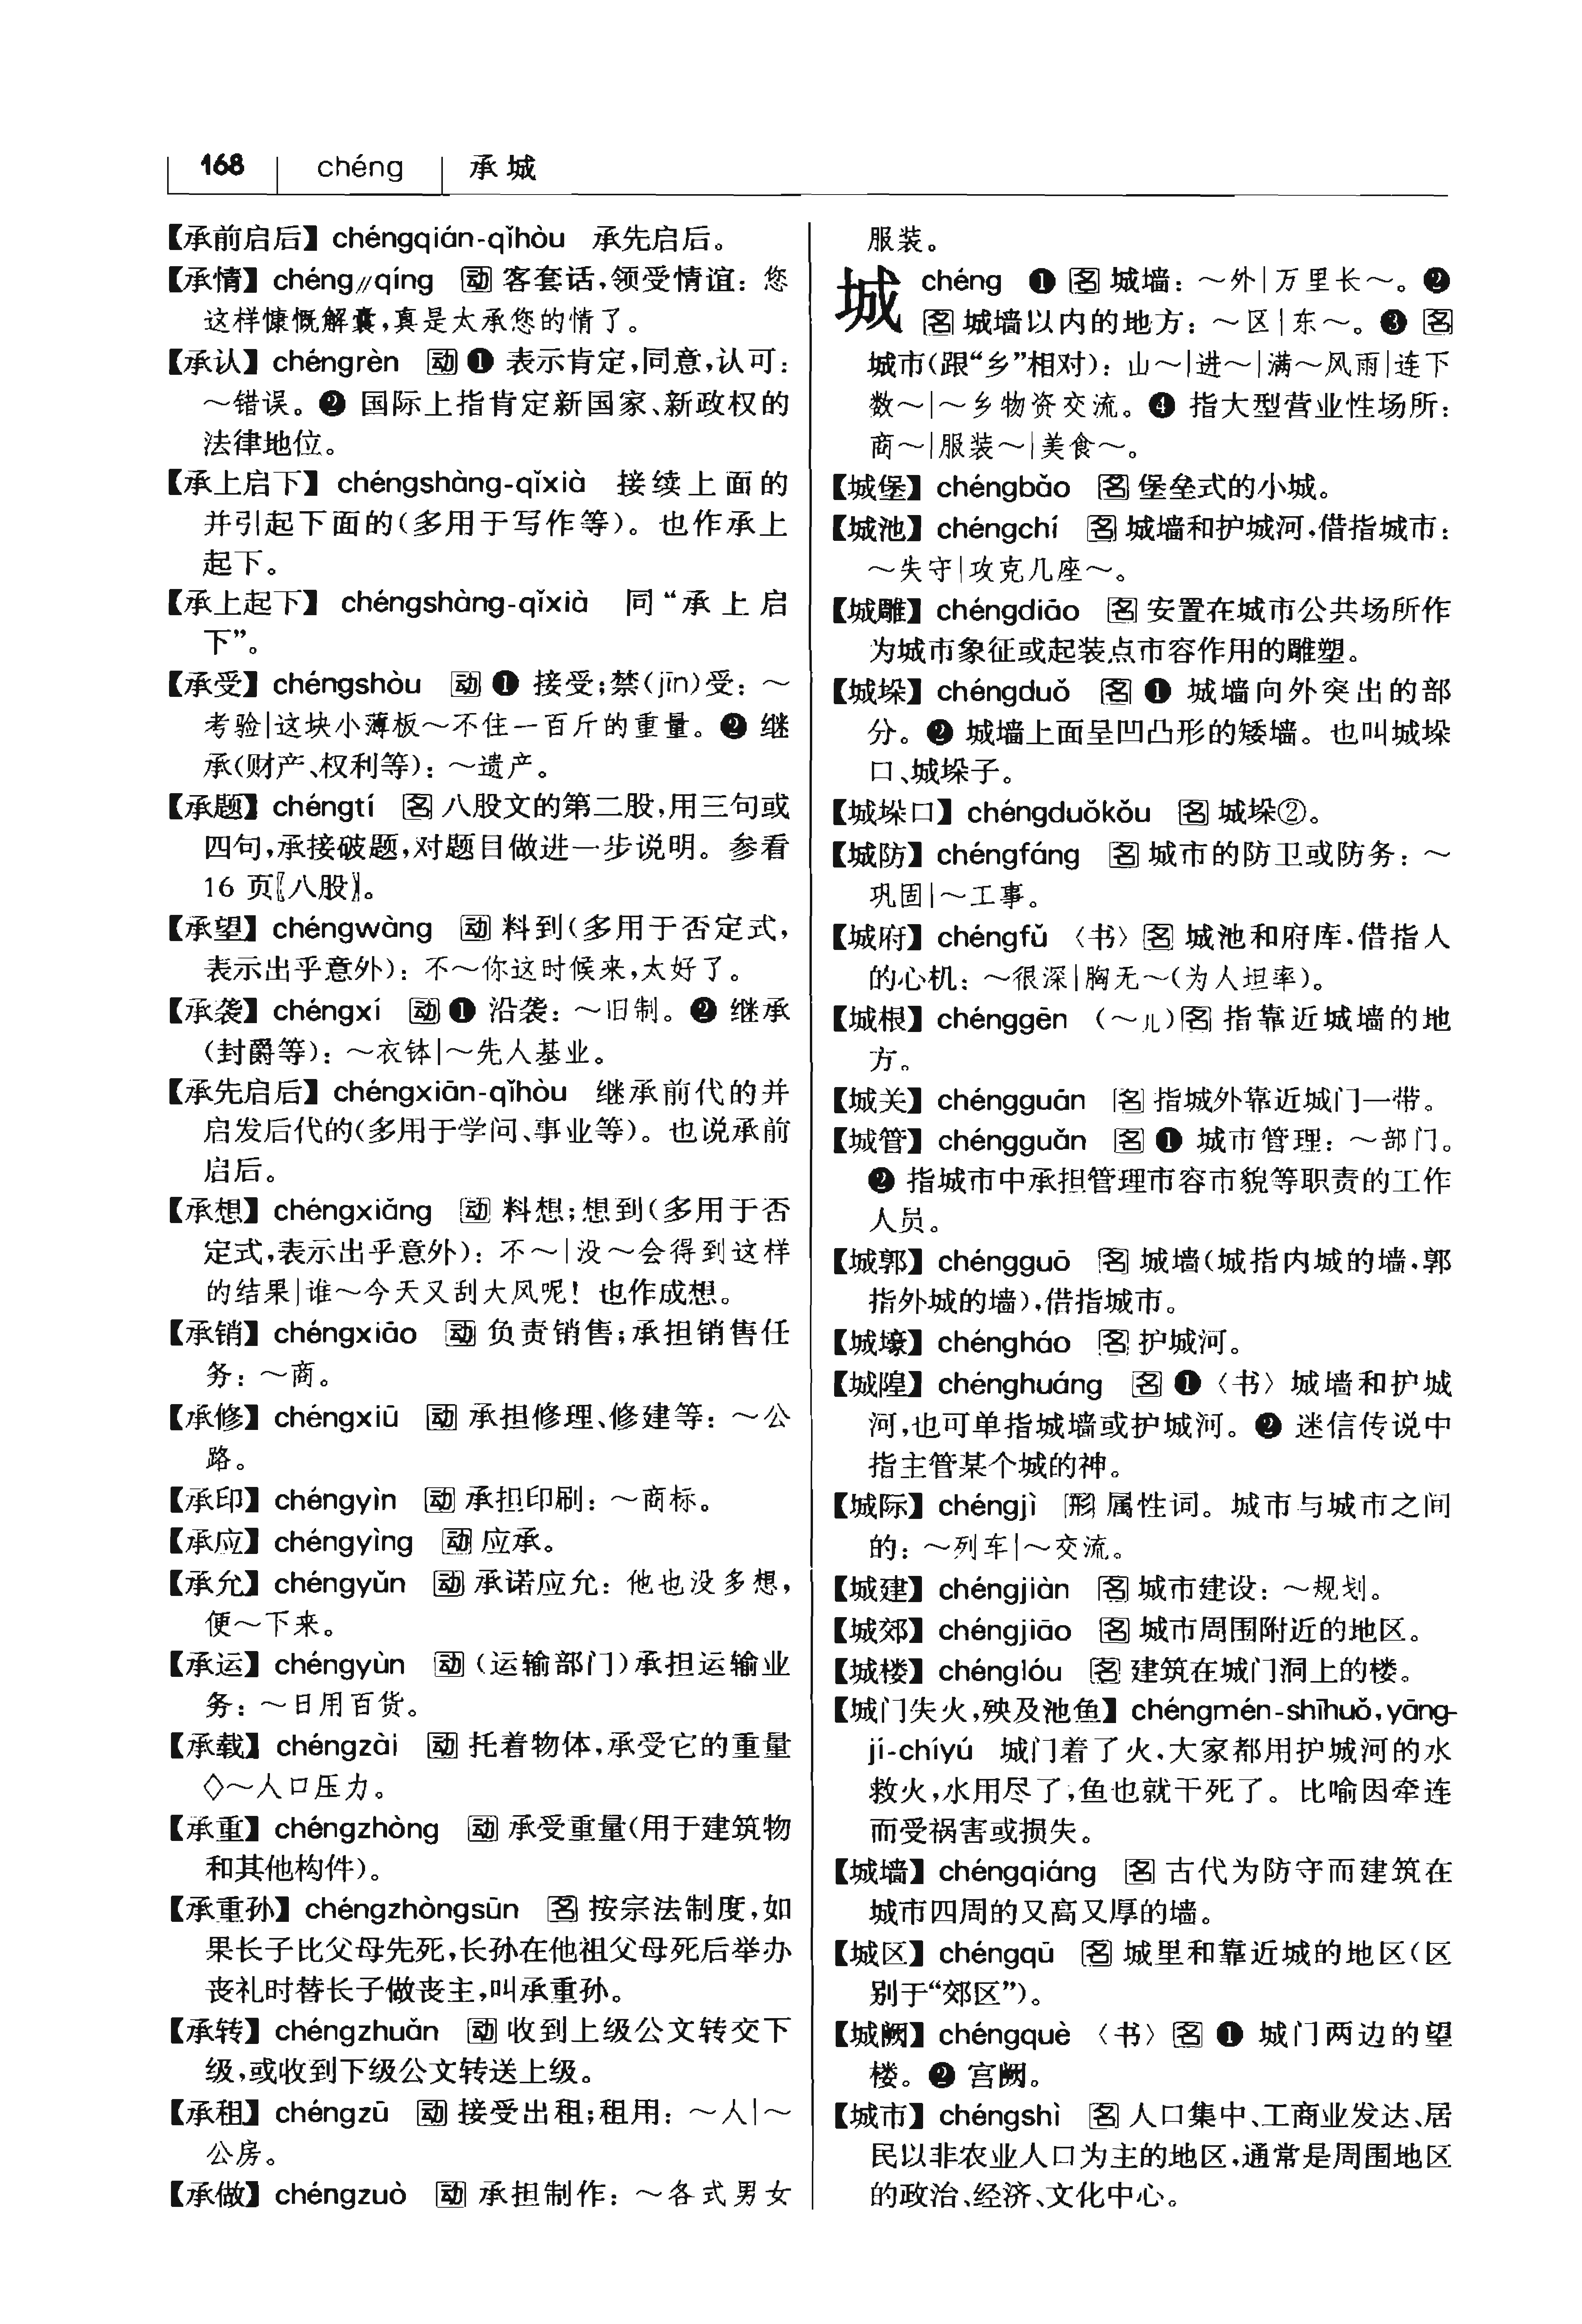 168 chéng 承城
【承前启后】chéngqián-qǐhòu 承先启后。
【承情】chéng//qíng 动 客套话,领受情谊：您
这样慷慨解囊,真是太承您的情了。
【承认】chéngrèn 动 ❶ 表示肯定,同意,认可：
～错误。❷ 国际上指肯定新国家、新政权的
法律地位。
【承上启下】chéngshàng-qǐxià 接续上面的
并引起下面的(多用于写作等)。也作承上
起下。
【承上起下】chéngshàng-qǐxià 同“承上启
下”。
【承受】chéngshòu 动 ❶ 接受;禁(jīn)受：～
考验|这块小薄板～不住一百斤的重量。❷ 继
承(财产、权利等)：～遗产。
【承题】chéngtí 名 八股文的第二股,用三句或
四句,承接破题,对题目做进一步说明。参看
16 页〖八股〗。
【承望】chéngwàng 动 料到(多用于否定式,
表示出乎意外)：不～你这时候来,太好了。
【承袭】chéngxí 动 ❶ 沿袭：～旧制。❷ 继承
(封爵等)：～衣钵|～先人基业。
【承先启后】chéngxiān-qǐhòu 继承前代的并
启发后代的(多用于学问、事业等)。也说承前
启后。
【承想】chéngxiǎng 动 料想;想到(多用于否
定式,表示出乎意外)：不～|没～会得到这样
的结果|谁～今天又刮大风呢！也作成想。
【承销】chéngxiāo 动 负责销售;承担销售任
务：～商。
【承修】chéngxiū 动 承担修理、修建等：～公
路。
【承印】chéngyìn 动 承担印刷：～商标。
【承应】chéngyìng 动 应承。
【承允】chéngyǔn 动 承诺应允：他也没多想,
便～下来。
【承运】chéngyùn 动 (运输部门)承担运输业
务：～日用百货。
【承载】chéngzài 动 托着物体,承受它的重量
◇～人口压力。
【承重】chéngzhòng 动 承受重量(用于建筑物
和其他构件)。
【承重孙】chéngzhòngsūn 名 按宗法制度,如
果长子比父母先死,长孙在他祖父母死后举办
丧礼时替长子做丧主,叫承重孙。
【承转】chéngzhuǎn 动 收到上级公文转交下
级,或收到下级公文转送上级。
【承租】chéngzū 动 接受出租;租用：～人|～
公房。
【承做】chéngzuò 动 承担制作：～各式男女
服装。
城 chéng ❶ 名 城墙：～外|万里长～。❷
名 城墙以内的地方：～区|东～。❸ 名
城市(跟“乡”相对)：山～|进～|满～风雨|连下
数～|～乡物资交流。❹ 指大型营业性场所：
商～|服装～|美食～。
【城堡】chéngbǎo 名 堡垒式的小城。
【城池】chéngchí 名 城墙和护城河,借指城市：
～失守|攻克几座～。
【城雕】chéngdiāo 名 安置在城市公共场所作
为城市象征或起装点市容作用的雕塑。
【城垛】chéngduǒ 名 ❶ 城墙向外突出的部
分。❷ 城墙上面呈凹凸形的矮墙。也叫城垛
口、城垛子。
【城垛口】chéngduǒkǒu 名 城垛②。
【城防】chéngfáng 名 城市的防卫或防务：～
巩固|～工事。
【城府】chéngfǔ 〈书〉名 城池和府库,借指人
的心机：～很深|胸无～(为人坦率)。
【城根】chénggēn (～儿)名 指靠近城墙的地
方。
【城关】chéngguān 名 指城外靠近城门一带。
【城管】chéngguǎn 名 ❶ 城市管理：～部门。
❷ 指城市中承担管理市容市貌等职责的工作
人员。
【城郭】chéngguō 名 城墙(城指内城的墙,郭
指外城的墙),借指城市。
【城壕】chéngháo 名 护城河。
【城隍】chénghuáng 名 ❶〈书〉城墙和护城
河,也可单指城墙或护城河。❷ 迷信传说中
指主管某个城的神。
【城际】chéngjì 形 属性词。城市与城市之间
的：～列车|～交流。
【城建】chéngjiàn 名 城市建设：～规划。
【城郊】chéngjiāo 名 城市周围附近的地区。
【城楼】chénglóu 名 建筑在城门洞上的楼。
【城门失火,殃及池鱼】chéngmén-shīhuǒ,yāng-
jí-chíyú 城门着了火,大家都用护城河的水
救火,水用尽了,鱼也就干死了。比喻因牵连
而受祸害或损失。
【城墙】chéngqiáng 名 古代为防守而建筑在
城市四周的又高又厚的墙。
【城区】chéngqū 名 城里和靠近城的地区(区
别于“郊区”)。
【城阙】chéngquè 〈书〉名 ❶ 城门两边的望
楼。❷ 宫阙。
【城市】chéngshì 名 人口集中、工商业发达、居
民以非农业人口为主的地区,通常是周围地区
的政治、经济、文化中心。